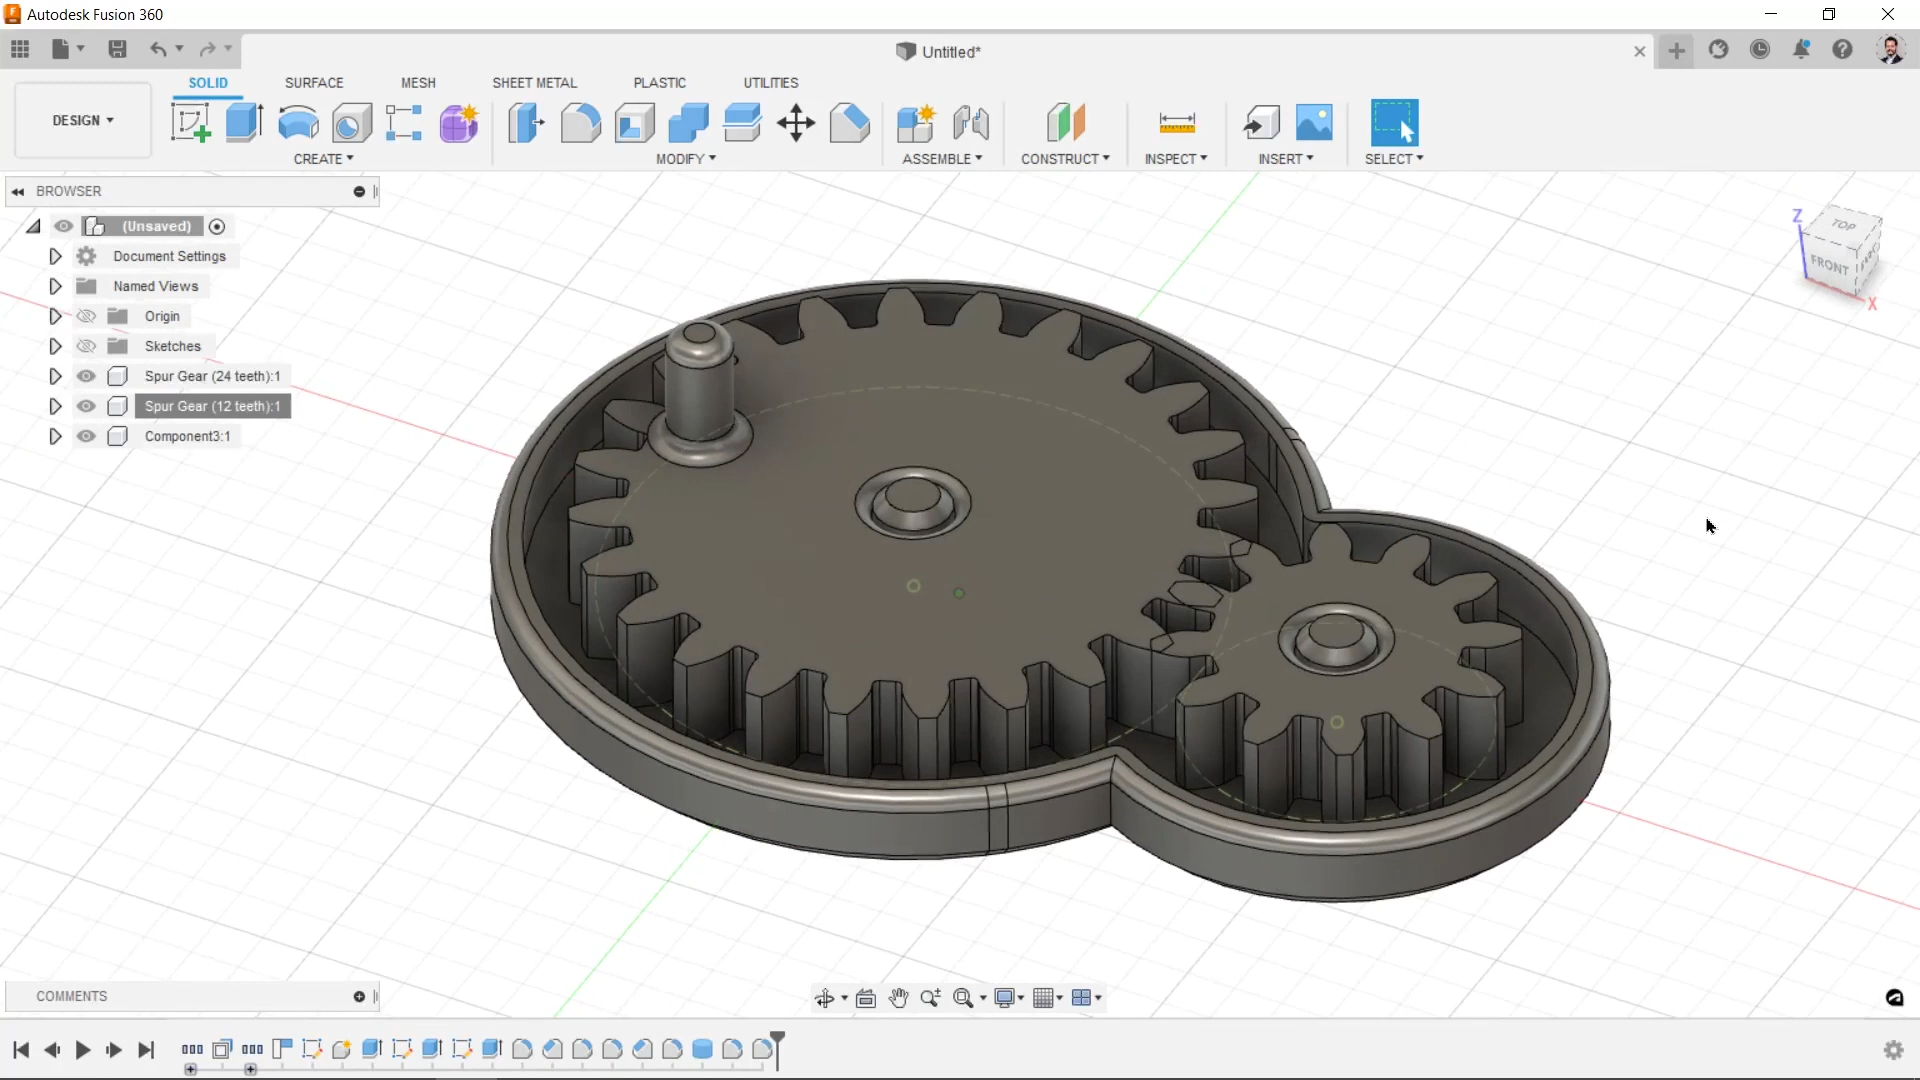 Autodesk Fusion 360
Untitled*
SOLID SURFACE MESH SHEET METAL PLASTIC UTILITIES
DESIGN
CREATE MODIFY ASSEMBLE CONSTRUCT INSPECT INSERT SELECT
BROWSER
(Unsaved)
Document Settings
Named Views
Origin
Sketches
Spur Gear (24 teeth):1
Spur Gear (12 teeth):1
Component3:1
Z
TOP
FRONT
X
COMMENTS